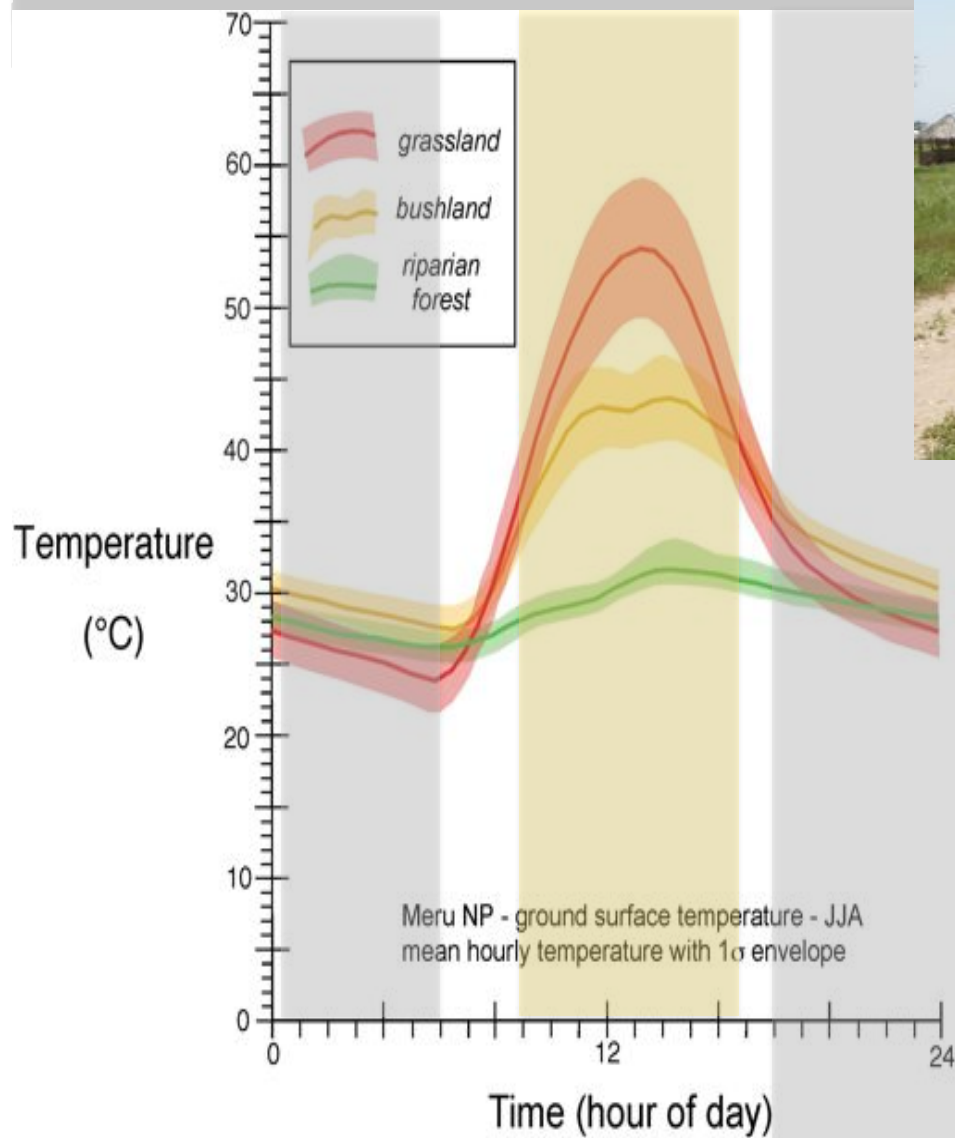 70
60
50
40
30
20
10
0
grassland
bushland
riparian
forest
Temperature
(°C)
Meru NP - ground surface temperature - JJA
mean hourly temperature with 1σ envelope
0
12
24
Time (hour of day)